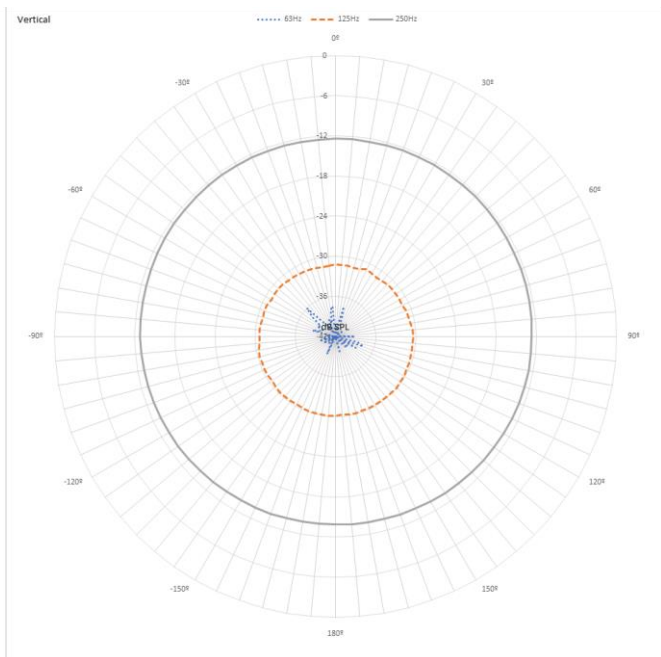 Vertical
63Hz 125Hz 250Hz
0º
-30º 30º
-60º 60º
-90º 90º
-120º 120º
-150º 150º
180º
0
-6
-12
-18
-24
-30
-36
dB SPL